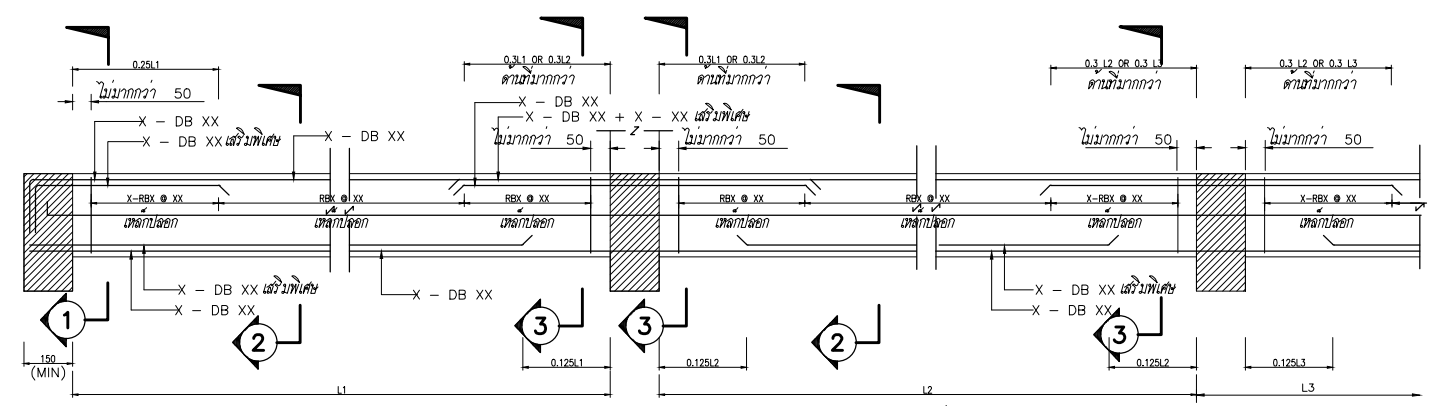 0.25L1
0.3L1 OR 0.3L2
0.3L1 OR 0.3L2
0.3 L2 OR 0.3 L3
0.3 L2 OR 0.3 L3
ด้านที่มากกว่า
ด้านที่มากกว่า
ด้านที่มากกว่า
ด้านที่มากกว่า
ไม่มากกว่า 50
X - DB XX
X - DB XX + X - XX เสริมพิเศษ
X - DB XX
X - DB XX เสริมพิเศษ
X - DB XX
ไม่มากกว่า 50
Z
ไม่มากกว่า 50
ไม่มากกว่า 50
ไม่มากกว่า 50
X-RBX @ XX
RBX @ XX
RBX @ XX
RBX @ XX
RBX @ XX
X-RBX @ XX
X-RBX @ XX
เหล็กปลอก
เหล็กปลอก
เหล็กปลอก
เหล็กปลอก
เหล็กปลอก
เหล็กปลอก
เหล็กปลอก
X - DB XX เสริมพิเศษ
X - DB XX
X - DB XX
X - DB XX เสริมพิเศษ
X - DB XX
1
2
3
3
2
3
150
(MIN)
0.125L1
0.125L2
0.125L2
0.125L3
L1
L2
L3